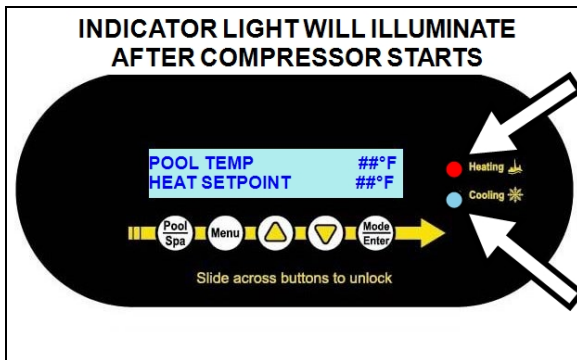 INDICATOR LIGHT WILL ILLUMINATE
AFTER COMPRESSOR STARTS
POOL TEMP ##°F
HEAT SETPOINT ##°F
Heating
Cooling
Pool
Spa
Menu
Mode
Enter
Slide across buttons to unlock